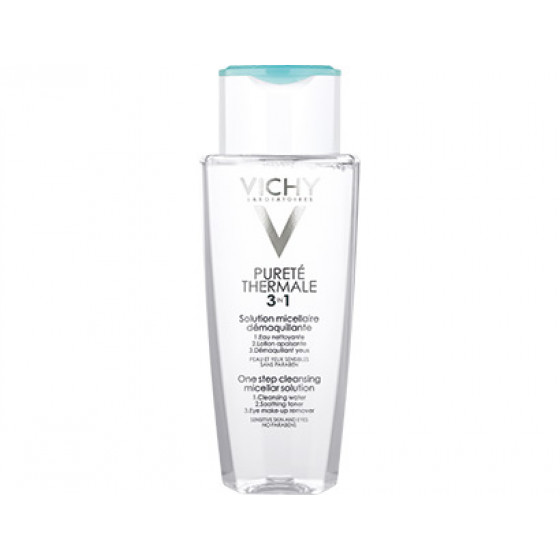 VICHY
LABORATOIRES
V
PURETÉ
THERMALE
3 IN 1
Solution micellaire
démaquillante
1.Eau nettoyante
2.Lotion apaisante
3.Démaquillant yeux
PEAU ET YEUX SENSIBLES
SANS PARABEN
One step cleansing
micellar solution
1.Cleansing water
2.Soothing toner
3.Eye make-up remover
SENSITIVE SKIN AND EYES
NO PARABENS